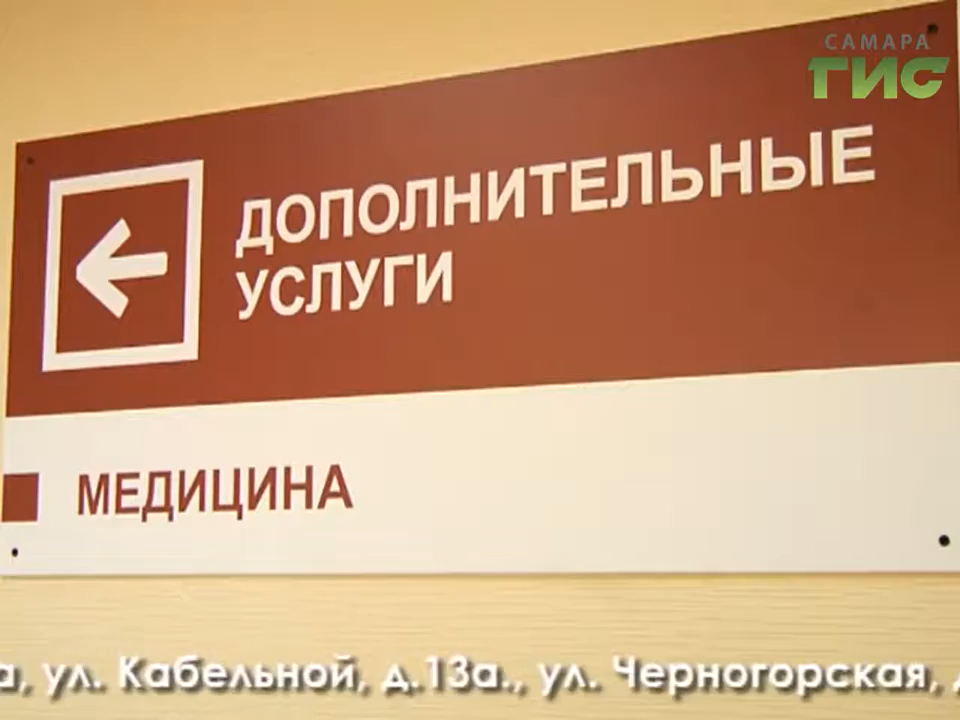 САМАРА
ГИС
ДОПОЛНИТЕЛЬНЫЕ
УСЛУГИ
МЕДИЦИНА
а, ул. Кабельной, д.13а., ул. Черногорская,